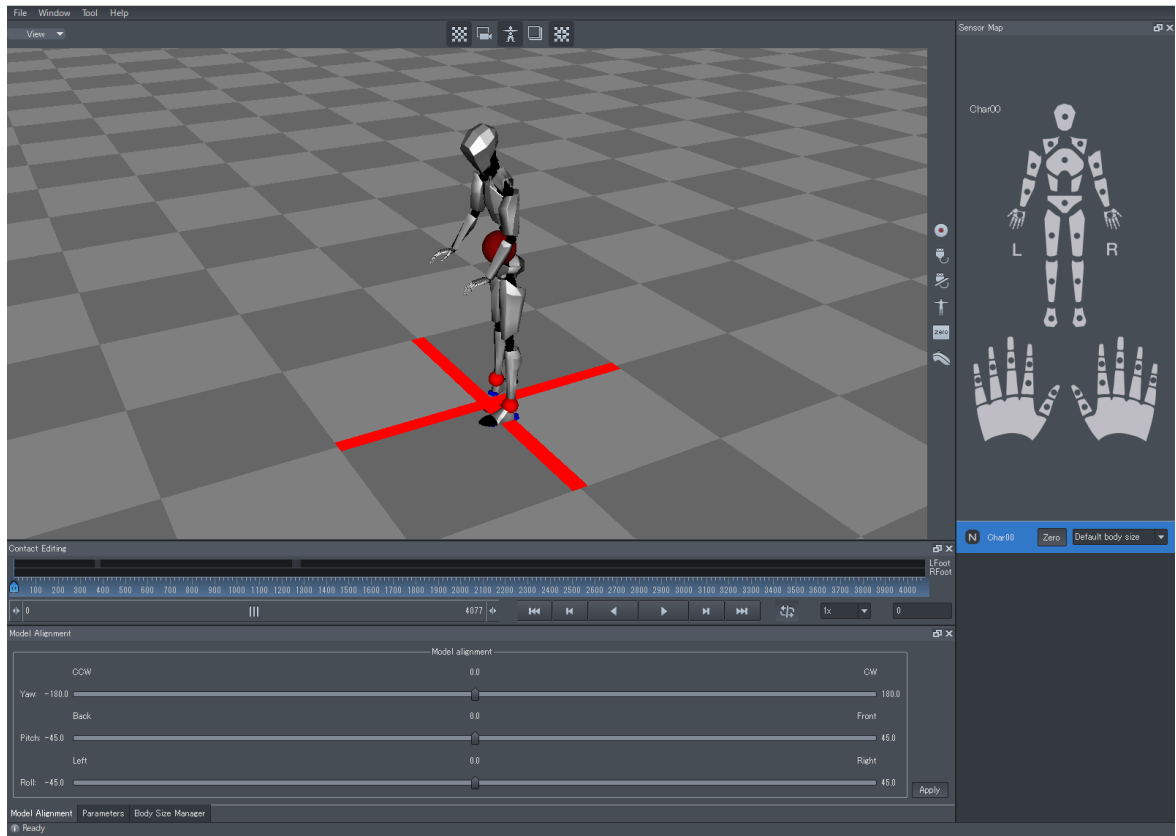 File Window Tool Help
View
Sensor Map
Char00
L R
zero
N Char00 Zero Default body size
Contact Editing
LFoot
RFoot
100 200 300 400 500 600 700 800 900 1000 1100 1200 1300 1400 1500 1600 1700 1800 1900 2000 2100 2200 2300 2400 2500 2600 2700 2800 2900 3000 3100 3200 3300 3400 3500 3600 3700 3800 3900 4000
0 4077 1x 0
Model Alignment
Model alignment
CCW 0.0 CW
Yaw: -180.0 180.0
Back 0.0 Front
Pitch: -45.0 45.0
Left 0.0 Right
Roll: -45.0 45.0
Apply
Model Alignment Parameters Body Size Manager
Ready